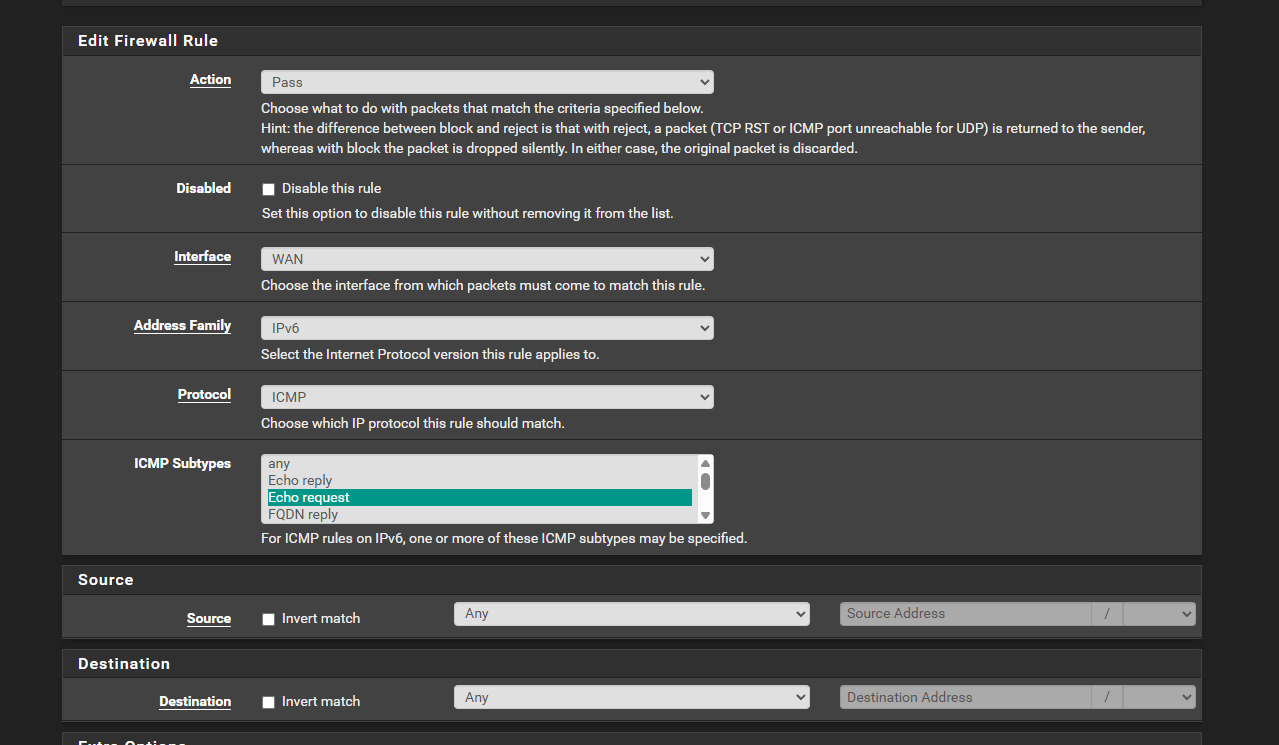 Edit Firewall Rule
Action
Pass
Choose what to do with packets that match the criteria specified below.
Hint: the difference between block and reject is that with reject, a packet (TCP RST or ICMP port unreachable for UDP) is returned to the sender,
whereas with block the packet is dropped silently. In either case, the original packet is discarded.
Disabled
Disable this rule
Set this option to disable this rule without removing it from the list.
Interface
WAN
Choose the interface from which packets must come to match this rule.
Address Family
IPv6
Select the Internet Protocol version this rule applies to.
Protocol
ICMP
Choose which IP protocol this rule should match.
ICMP Subtypes
any
Echo reply
Echo request
FQDN reply
For ICMP rules on IPv6, one or more of these ICMP subtypes may be specified.
Source
Source
Invert match
Any
Source Address
/
Destination
Destination
Invert match
Any
Destination Address
/
Extra Options